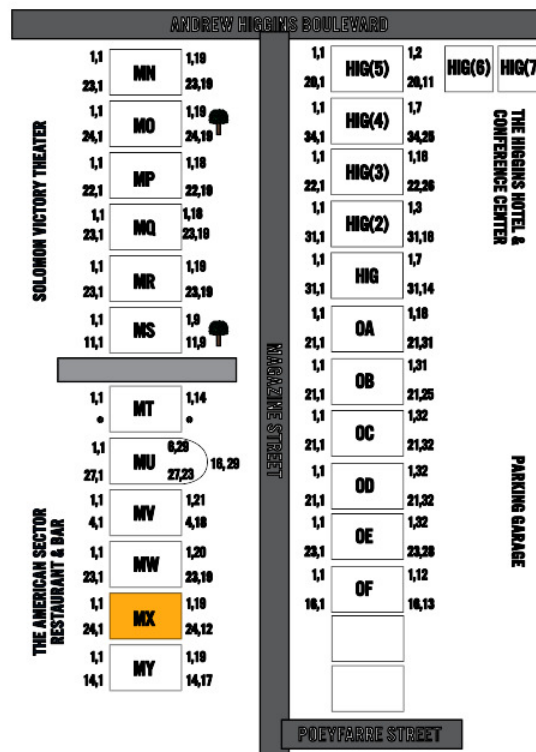 ANDREW HIGGINS BOULEVARD
1,1 MN 1,19
23,1 23,19
1,1 MO 1,19
24,1 24,19
1,1 MP 1,18
22,1 22,19
1,1 MQ 1,18
23,1 23,19
1,1 MR 1,19
23,1 23,19
1,1 MS 1,9
11,1 11,9
1,1 MT 1,14
1,1 MU 6,29
27,1 27,23
16,29
1,1 MV 1,21
4,1 4,18
1,1 MW 1,20
23,1 23,19
1,1 MX 1,19
24,1 24,12
1,1 MY 1,19
14,1 14,17
SOLOMON VICTORY THEATER
THE AMERICAN SECTOR
RESTAURANT & BAR
MAGAZINE STREET
1,1 HIG(5) 1,2
20,11
HIG(6)
HIG(7
1,1 HIG(4) 1,7
34,1 34,25
1,1 HIG(3) 1,16
22,1 22,26
1,1 HIG(2) 1,3
31,1 31,16
1,1 HIG 1,7
31,1 31,14
1,1 OA 1,18
21,1 21,31
1,1 OB 1,31
21,1 21,25
1,1 OC 1,32
21,1 21,32
1,1 OD 1,32
21,1 21,32
1,1 OE 1,32
23,1 23,28
1,1 OF 1,12
16,1 16,13
THE HIGGINS HOTEL &
CONFERENCE CENTER
PARKING GARAGE
POEYFARRE STREET